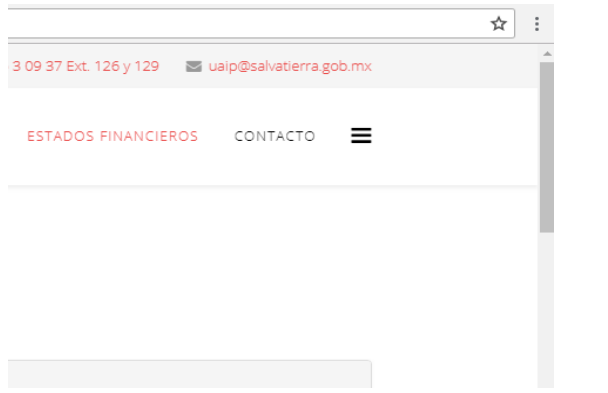 3 09 37 Ext. 126 y 129 uaip@salvatierra.gob.mx
ESTADOS FINANCIEROS CONTACTO